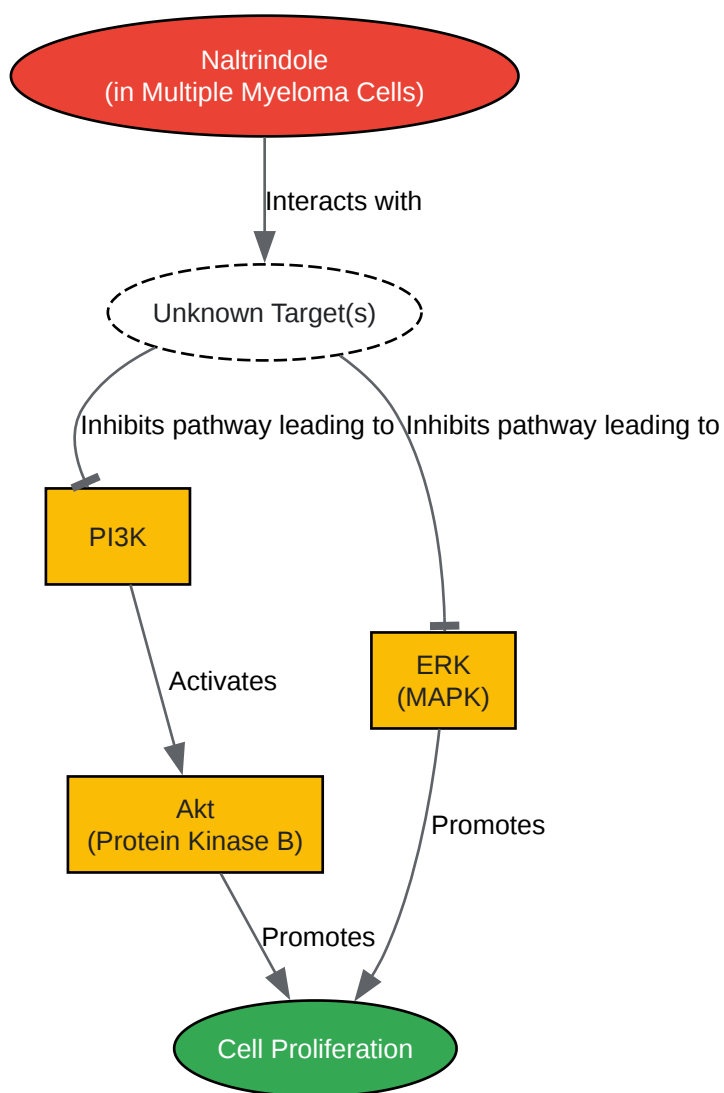 Naltrindole
(in Multiple Myeloma Cells)
Interacts with
Unknown Target(s)
Inhibits pathway leading to
Inhibits pathway leading to
PI3K
ERK
(MAPK)
Activates
Akt
(Protein Kinase B)
Promotes
Promotes
Cell Proliferation